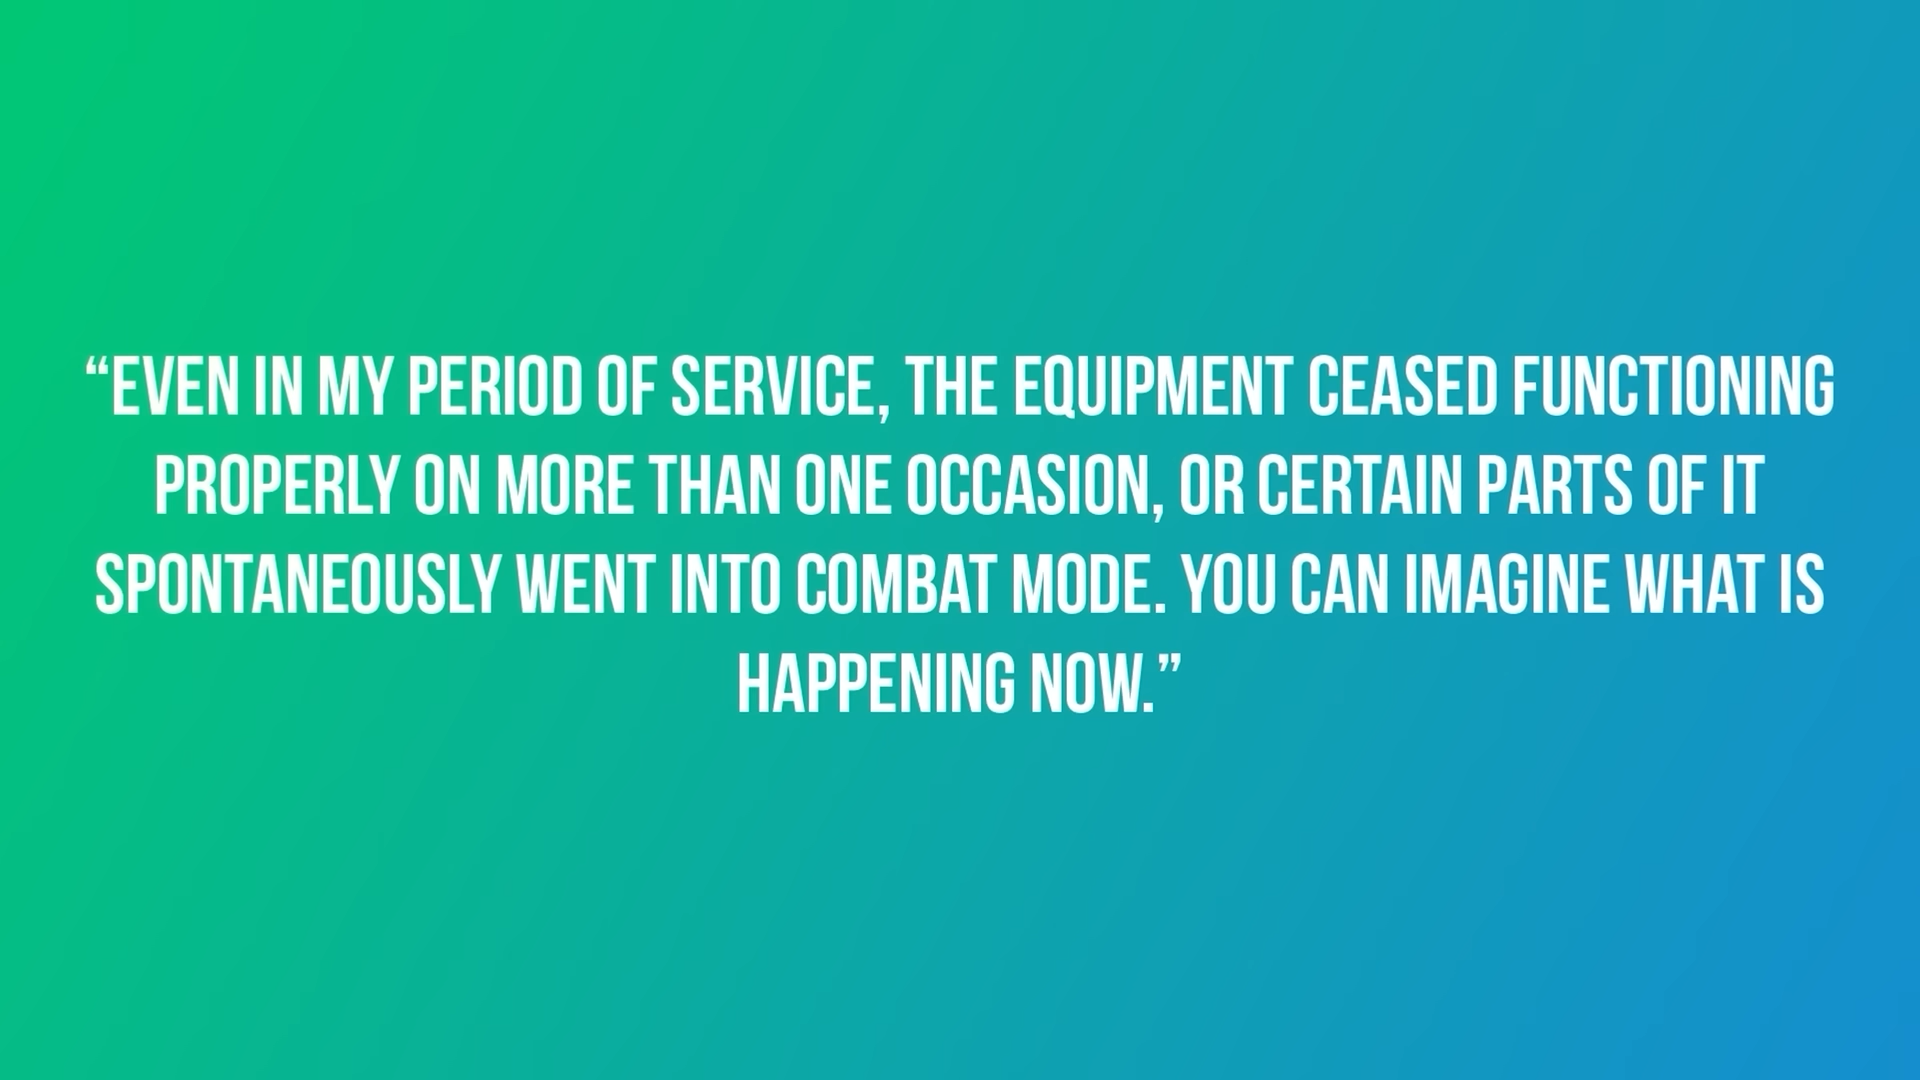 “EVEN IN MY PERIOD OF SERVICE, THE EQUIPMENT CEASED FUNCTIONING
PROPERLY ON MORE THAN ONE OCCASION, OR CERTAIN PARTS OF IT
SPONTANEOUSLY WENT INTO COMBAT MODE. YOU CAN IMAGINE WHAT IS
HAPPENING NOW.”